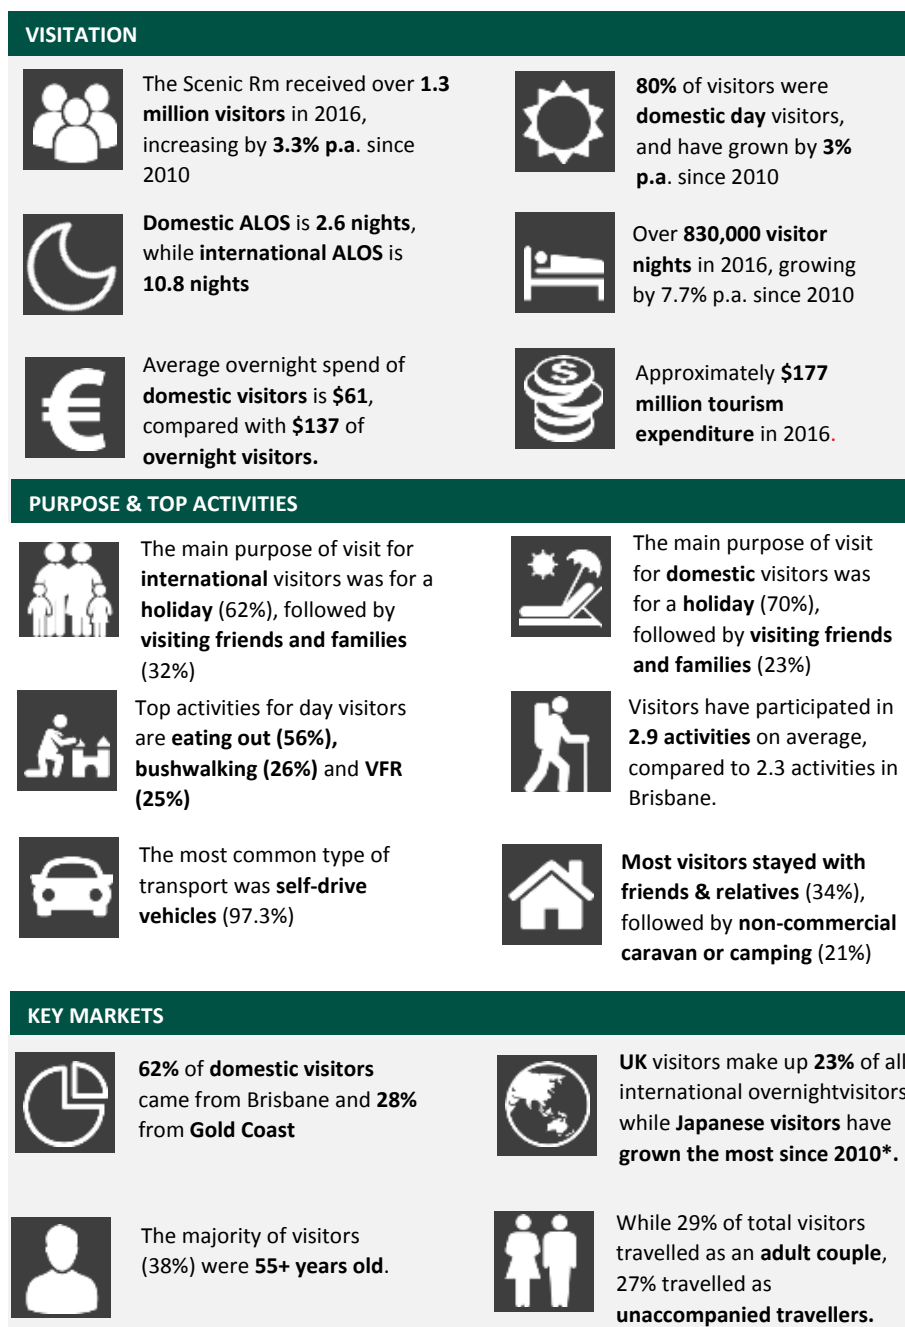 VISITATION
The Scenic Rm received over 1.3
million visitors in 2016,
increasing by 3.3% p.a. since
2010
80% of visitors were
domestic day visitors,
and have grown by 3%
p.a. since 2010
Domestic ALOS is 2.6 nights,
while international ALOS is
10.8 nights
Over 830,000 visitor
nights in 2016, growing
by 7.7% p.a. since 2010
€
Average overnight spend of
domestic visitors is $61,
compared with $137 of
overnight visitors.
$
Approximately $177
million tourism
expenditure in 2016.
PURPOSE & TOP ACTIVITIES
The main purpose of visit for
international visitors was for a
holiday (62%), followed by
visiting friends and families
(32%)
The main purpose of visit
for domestic visitors was
for a holiday (70%),
followed by visiting friends
and families (23%)
Top activities for day visitors
are eating out (56%),
bushwalking (26%) and VFR
(25%)
Visitors have participated in
2.9 activities on average,
compared to 2.3 activities in
Brisbane.
The most common type of
transport was self-drive
vehicles (97.3%)
Most visitors stayed with
friends & relatives (34%),
followed by non-commercial
caravan or camping (21%)
KEY MARKETS
62% of domestic visitors
came from Brisbane and 28%
from Gold Coast
UK visitors make up 23% of all
international overnightvisitors
while Japanese visitors have
grown the most since 2010*.
The majority of visitors
(38%) were 55+ years old.
While 29% of total visitors
travelled as an adult couple,
27% travelled as
unaccompanied travellers.